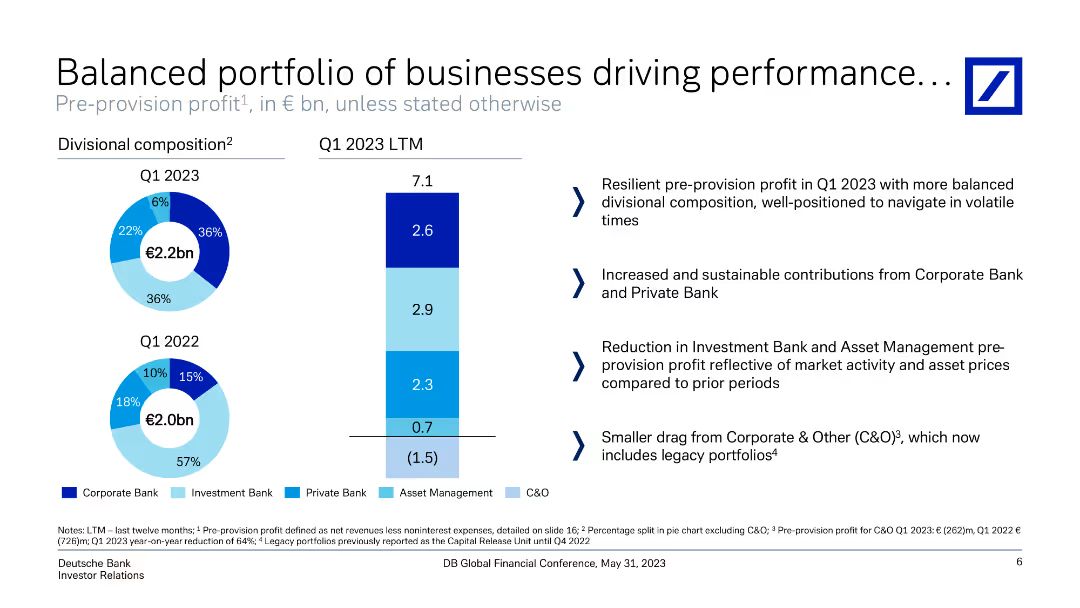 Balanced portfolio of businesses driving performance…
Pre-provision profit¹, in € bn, unless stated otherwise
Divisional composition²
Q1 2023 LTM
Q1 2023
6%
22%
36%
€2.2bn
36%
Q1 2022
10%
15%
18%
€2.0bn
57%
7.1
2.6
2.9
2.3
0.7
(1.5)
Resilient pre-provision profit in Q1 2023 with more balanced
divisional composition, well-positioned to navigate in volatile
times
Increased and sustainable contributions from Corporate Bank
and Private Bank
Reduction in Investment Bank and Asset Management pre-
provision profit reflective of market activity and asset prices
compared to prior periods
Smaller drag from Corporate & Other (C&O)³, which now
includes legacy portfolios⁴
Corporate Bank
Investment Bank
Private Bank
Asset Management
C&O
Notes: LTM – last twelve months; ¹ Pre-provision profit defined as net revenues less noninterest expenses, detailed on slide 16; ² Percentage split in pie chart excluding C&O; ³ Pre-provision profit for C&O Q1 2023: € (262)m, Q1 2022 €
(726)m; Q1 2023 year-on-year reduction of 64%; ⁴ Legacy portfolios previously reported as the Capital Release Unit until Q4 2022
Deutsche Bank
Investor Relations
DB Global Financial Conference, May 31, 2023
6